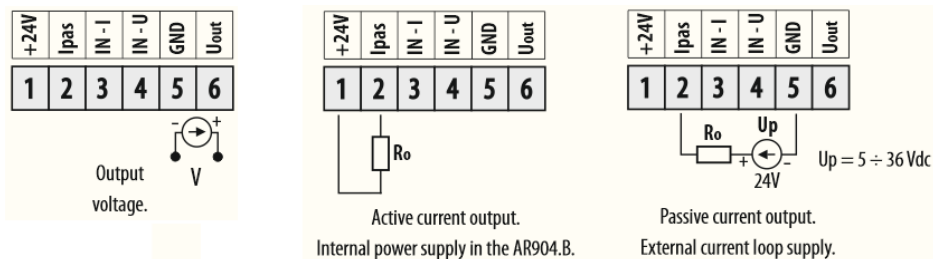 +24V Ipas IN - I IN - U GND Uout
1 2 3 4 5 6
- +
Output
voltage.
V
+24V Ipas IN - I IN - U GND Uout
1 2 3 4 5 6
Ro
Active current output.
Internal power supply in the AR904.B.
+24V Ipas IN - I IN - U GND Uout
1 2 3 4 5 6
Ro Up
+ -
24V
Up = 5 ÷ 36 Vdc
Passive current output.
External current loop supply.